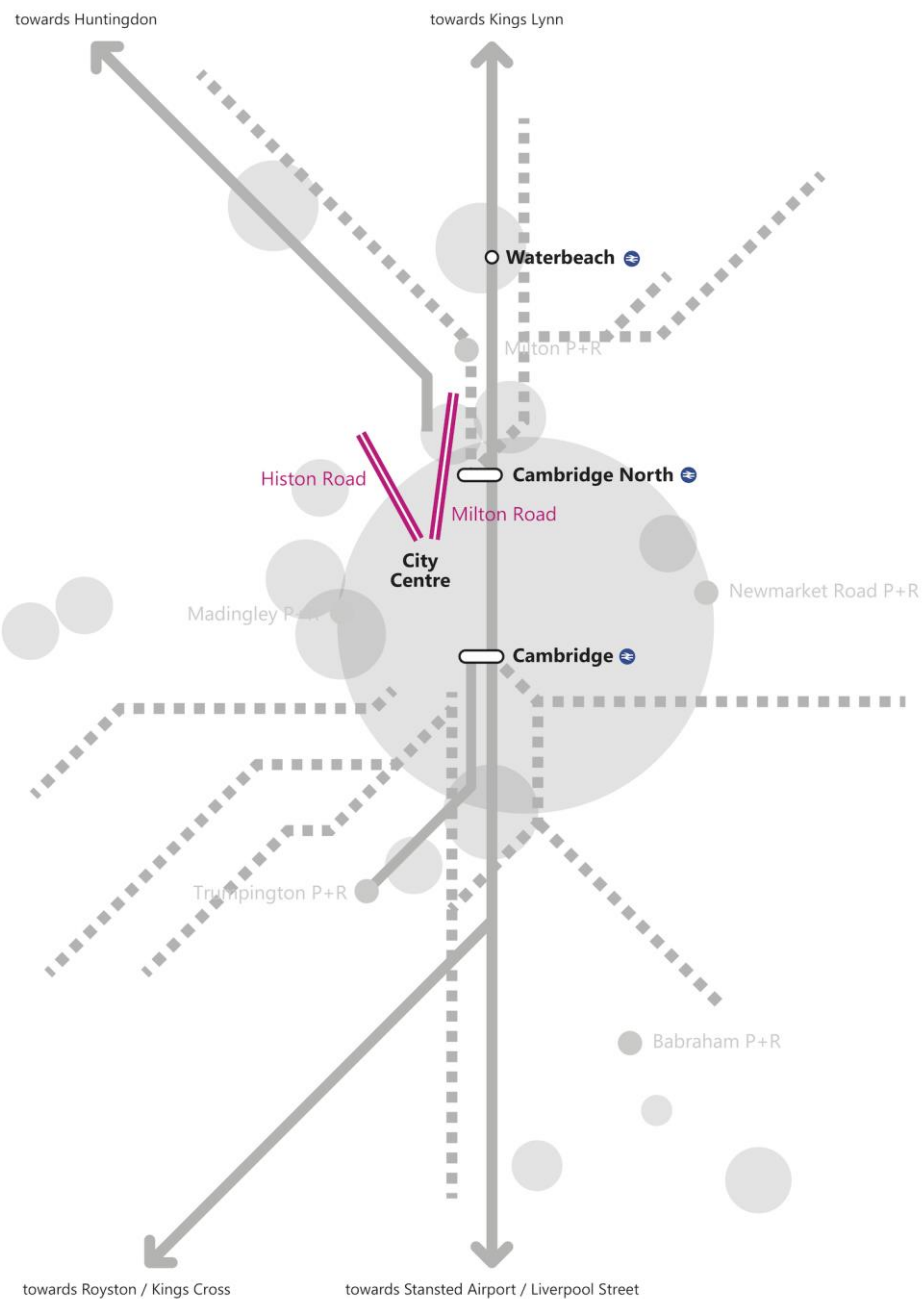 towards Huntingdon
towards Kings Lynn
Waterbeach
Milton P+R
Histon Road
Cambridge North
Milton Road
City
Centre
Newmarket Road P+R
Madingley P+R
Cambridge
Trumpington P+R
Babraham P+R
towards Royston / Kings Cross
towards Stansted Airport / Liverpool Street